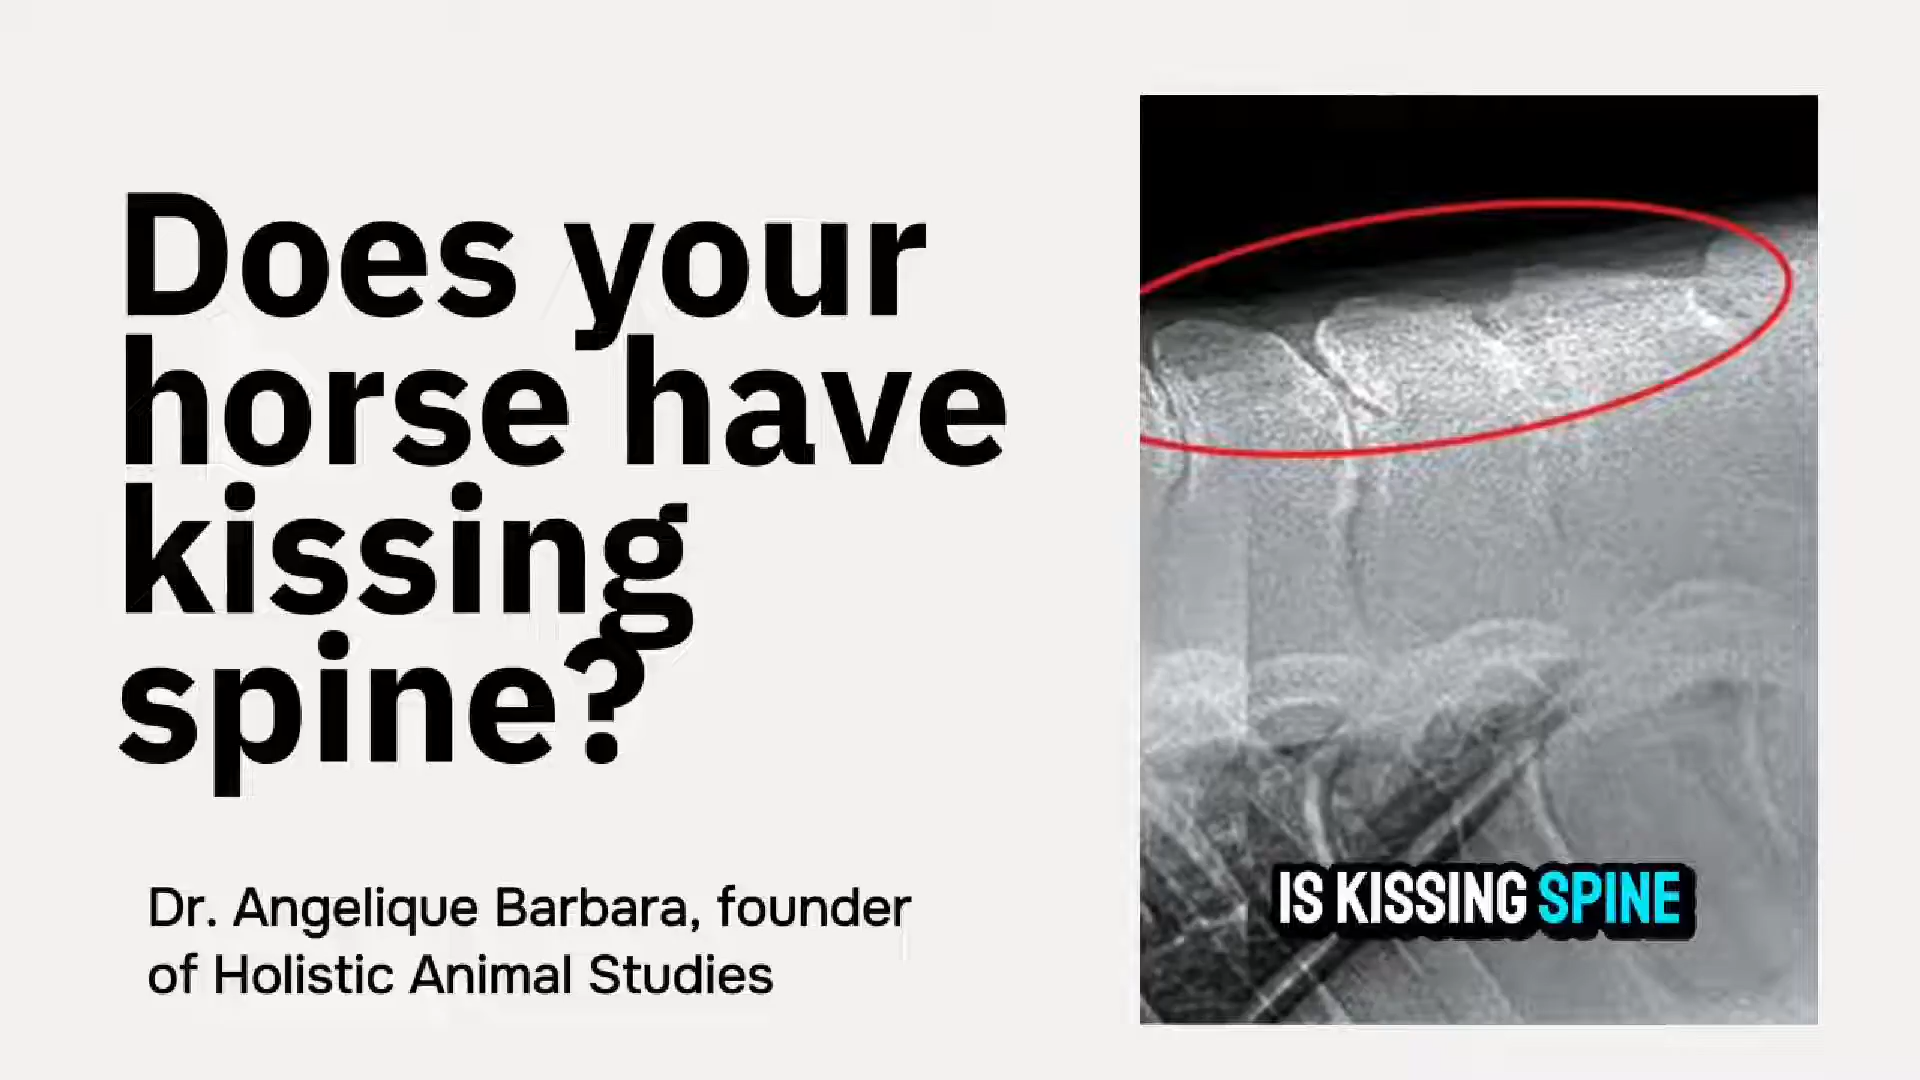 Does your
horse have
kissing
spine?
Dr. Angelique Barbara, founder
of Holistic Animal Studies
IS KISSING SPINE